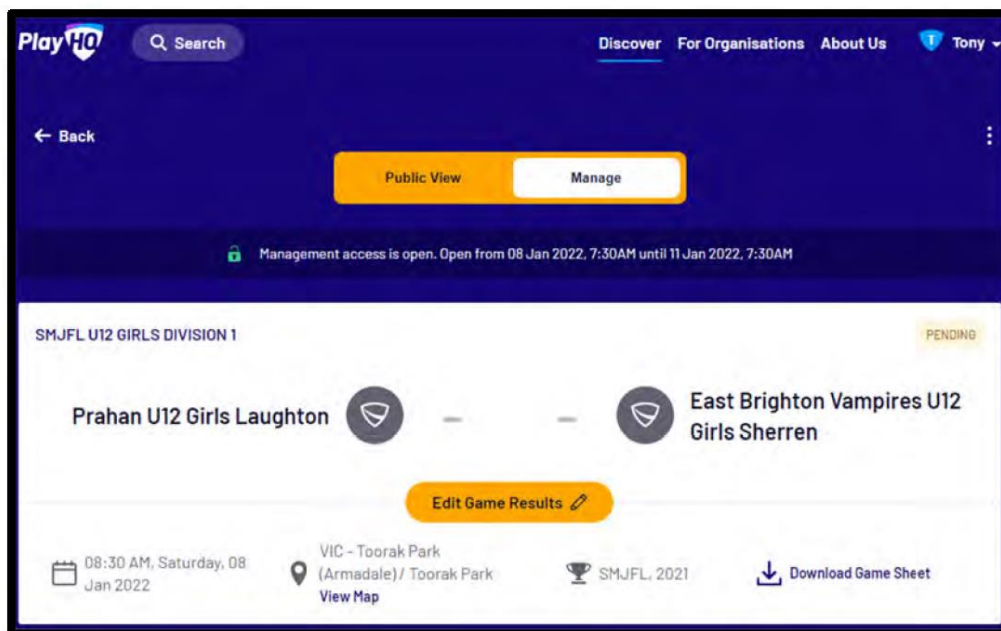 PlayHQ Search Discover For Organisations About Us T Tony
Back
Public View Manage
Management access is open. Open from 08 Jan 2022, 7:30AM until 11 Jan 2022, 7:30AM
SMJFL U12 GIRLS DIVISION 1 PENDING
Prahan U12 Girls Laughton – – East Brighton Vampires U12
Girls Sherren
Edit Game Results
08:30 AM, Saturday, 08
Jan 2022
VIC - Toorak Park
(Armadale) / Toorak Park
View Map
SMJFL, 2021
Download Game Sheet